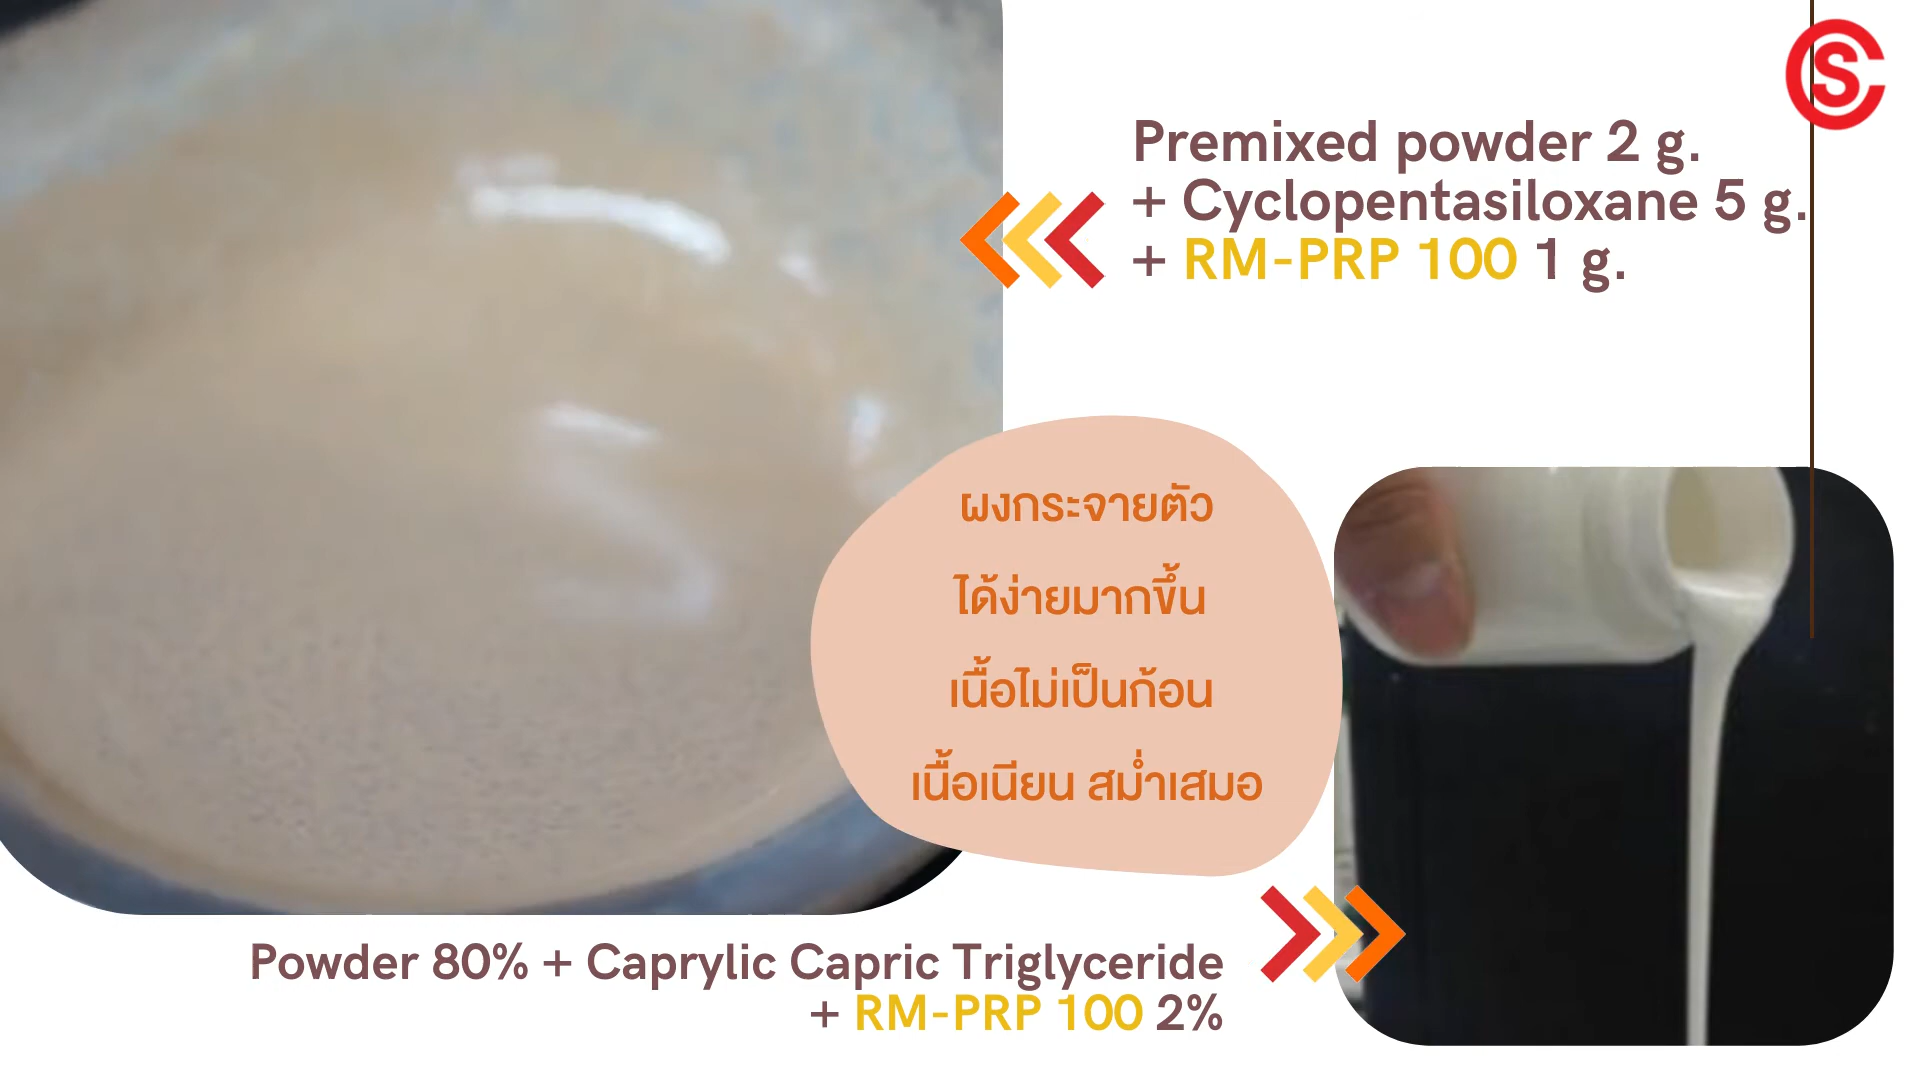 CS
Premixed powder 2 g.
+ Cyclopentasiloxane 5 g.
+ RM-PRP 100 1 g.
ผงกระจายตัว
ได้ง่ายมากขึ้น
เนื้อไม่เป็นก้อน
เนื้อเนียน สม่ำเสมอ
Powder 80% + Caprylic Capric Triglyceride
+ RM-PRP 100 2%